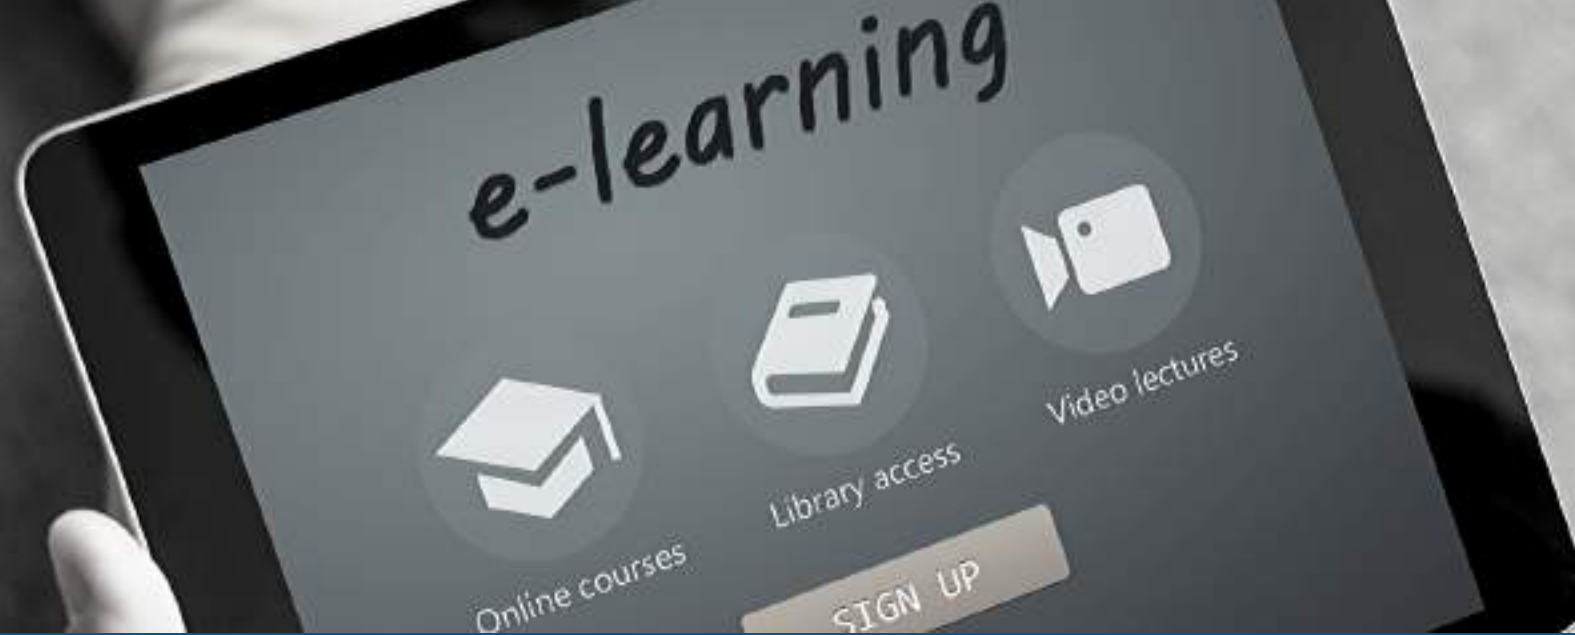 e-learning
Online courses
Library access
Video lectures
SIGN UP